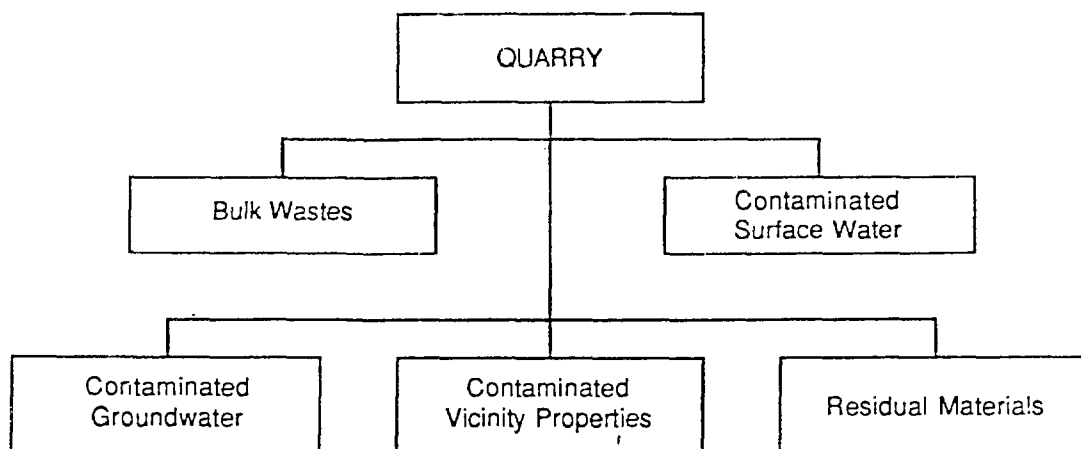 QUARRY
Bulk Wastes
Contaminated
Surface Water
Contaminated
Groundwater
Contaminated
Vicinity Properties
Residual Materials